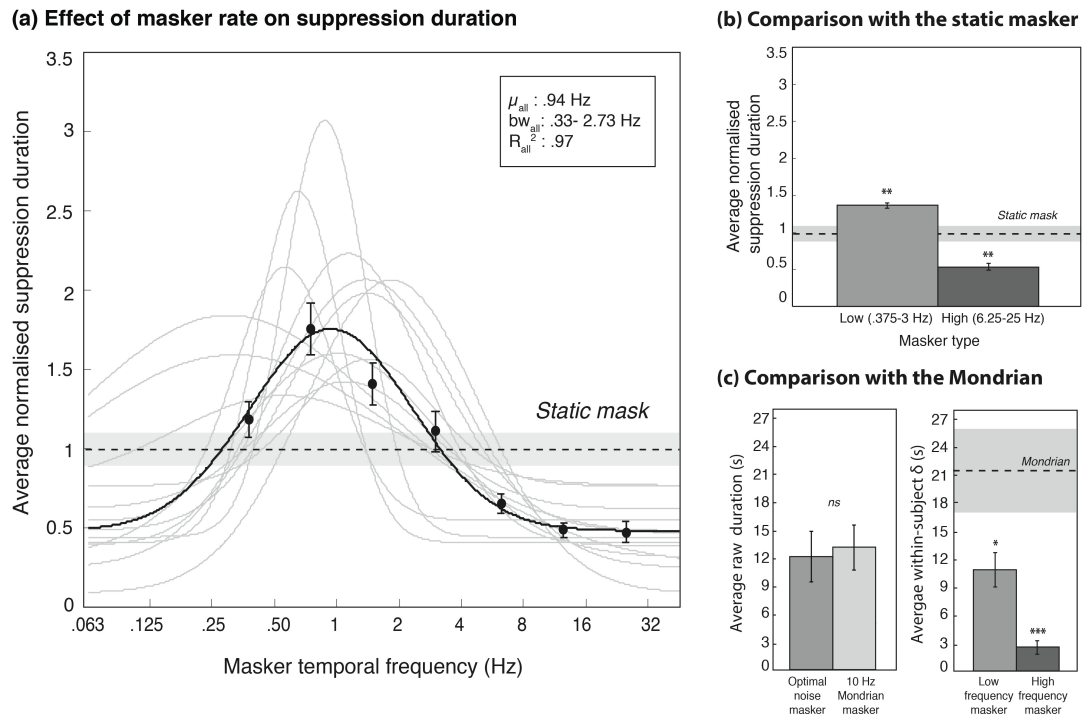 (a) Effect of masker rate on suppression duration
Average normalised suppression duration
3.5
3
2.5
2
1.5
1
0.5
0
µall : .94 Hz
bwall: .33- 2.73 Hz
Rall2 : .97
Static mask
.063 .125 .25 .50 1 2 4 8 16 32
Masker temporal frequency (Hz)
(b) Comparison with the static masker
Average normalised
suppression duration
3.5
3
2.5
2
1.5
1
0.5
0
**
Static mask
**
Low (.375-3 Hz) High (6.25-25 Hz)
Masker type
(c) Comparison with the Mondrian
Average raw duration (s)
27
24
21
18
15
12
9
6
3
0
ns
Optimal
noise
masker
10 Hz
Mondrian
masker
Avergae within-subject δ (s)
27
24
21
18
15
12
9
6
3
0
Mondrian
*
***
Low
frequency
masker
High
frequency
masker